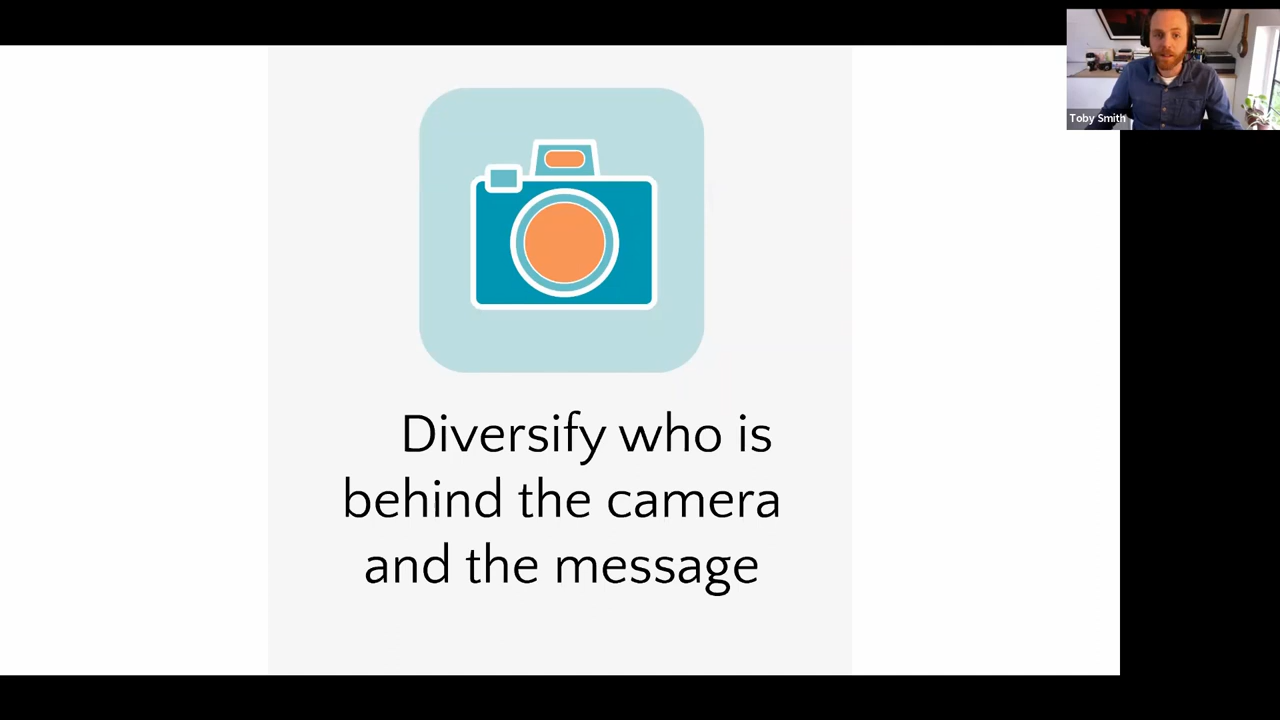 Toby Smith
Diversify who is
behind the camera
and the message